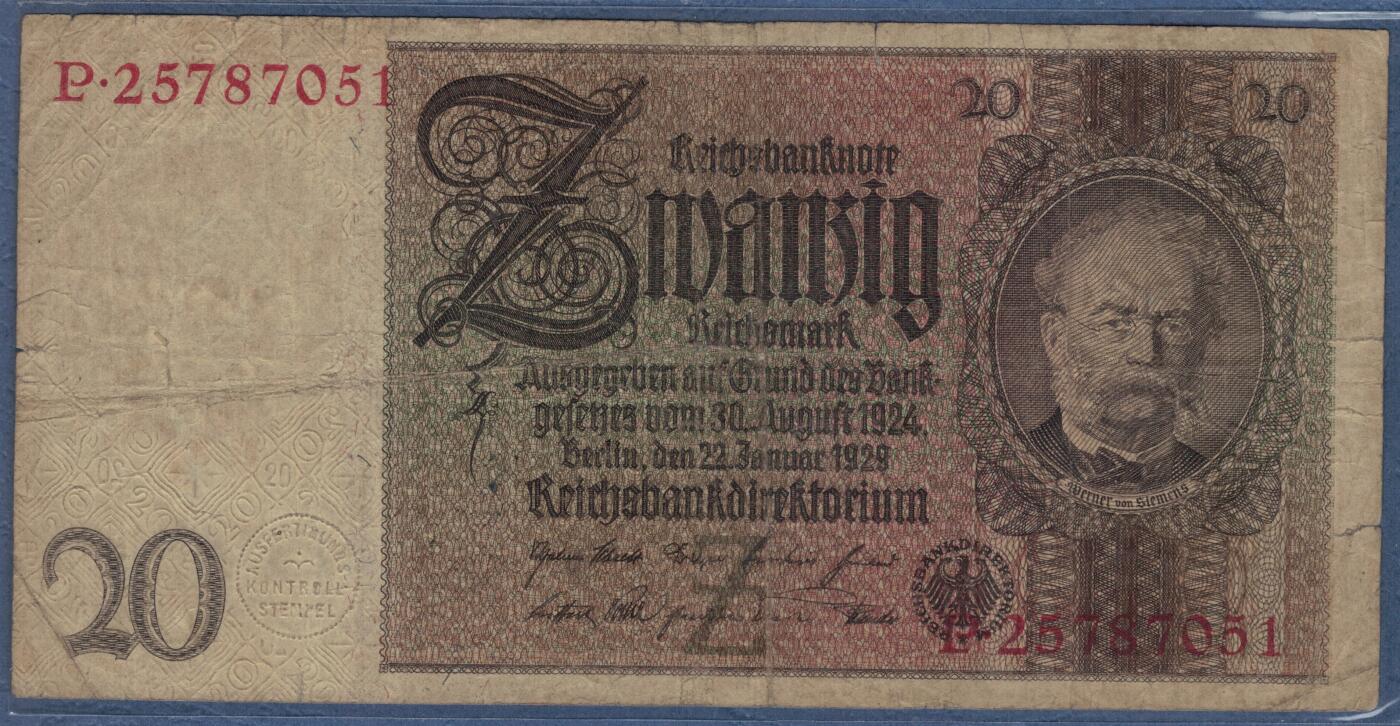 P·25787051
20 20
Reichsbanknote
Zwanzig
Reichsmark
Ausgegeben auf Grund des Bank-
gesetzes vom 30. August 1924.
Berlin, den 22. Januar 1929
Reichsbankdirektorium
Werner von Siemens
20
AUSFERTIGUNGS-
KONTROLL-
STEMPEL
Z
REICHSBANKDIREKTORIUM
P·25787051